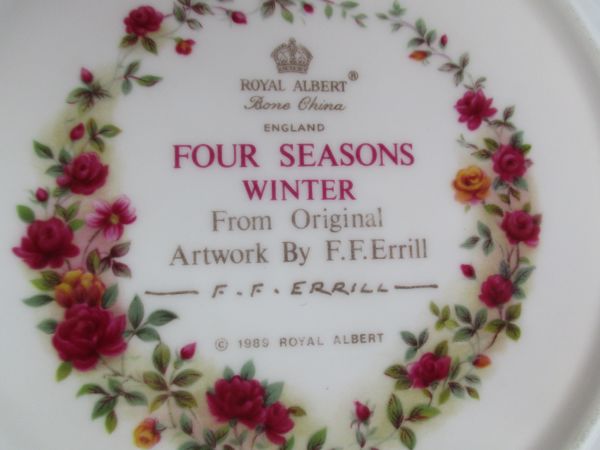 ROYAL ALBERT®
Bone China
ENGLAND
FOUR SEASONS
WINTER
From Original
Artwork By F.F.Errill
F. F. ERRILL
© 1989 ROYAL ALBERT